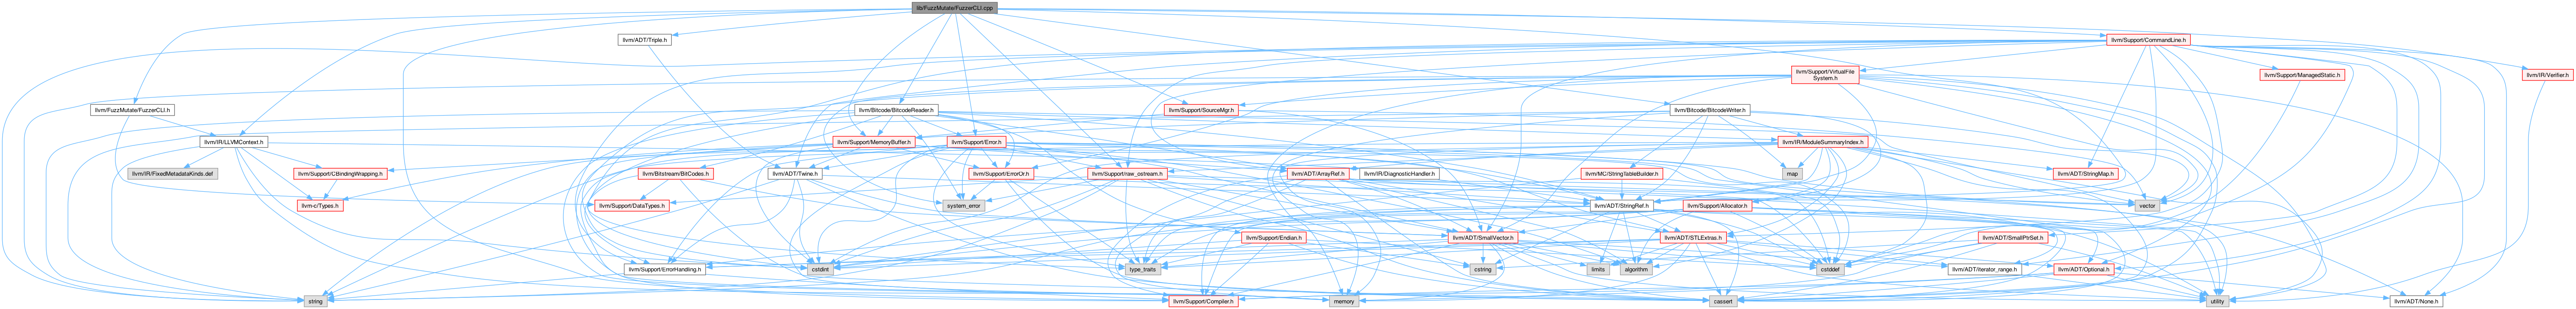 lib/FuzzMutate/FuzzerCLI.cpp
llvm/ADT/Triple.h
llvm/Support/CommandLine.h
llvm/Support/VirtualFile
System.h
llvm/Support/ManagedStatic.h
llvm/IR/Verifier.h
llvm/FuzzMutate/FuzzerCLI.h
llvm/Bitcode/BitcodeReader.h
llvm/Support/SourceMgr.h
llvm/Bitcode/BitcodeWriter.h
llvm/IR/LLVMContext.h
llvm/Support/MemoryBuffer.h
llvm/Support/Error.h
llvm/IR/ModuleSummaryIndex.h
llvm/IR/FixedMetadataKinds.def
llvm/Support/CBindingWrapping.h
llvm/Bitstream/BitCodes.h
llvm/ADT/Twine.h
llvm/Support/ErrorOr.h
llvm/Support/raw_ostream.h
llvm/ADT/ArrayRef.h
llvm/IR/DiagnosticHandler.h
llvm/MC/StringTableBuilder.h
map
llvm/ADT/StringMap.h
llvm-c/Types.h
llvm/Support/DataTypes.h
system_error
llvm/ADT/StringRef.h
llvm/Support/Allocator.h
vector
llvm/Support/Endian.h
llvm/ADT/SmallVector.h
llvm/ADT/STLExtras.h
llvm/ADT/SmallPtrSet.h
llvm/Support/ErrorHandling.h
cstdint
type_traits
cstring
limits
algorithm
cstddef
llvm/ADT/iterator_range.h
llvm/ADT/Optional.h
string
llvm/Support/Compiler.h
memory
cassert
utility
llvm/ADT/None.h